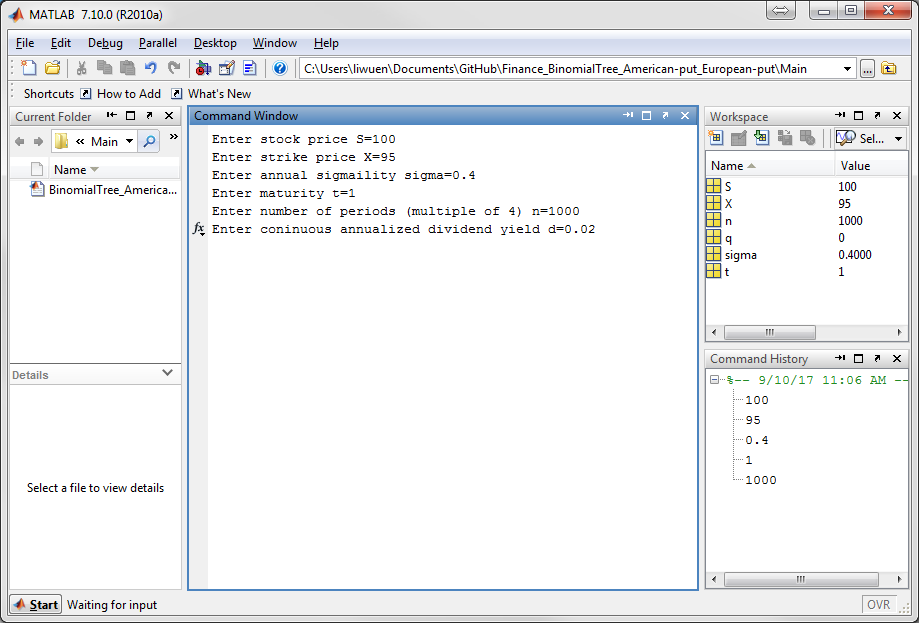 MATLAB 7.10.0 (R2010a)
File Edit Debug Parallel Desktop Window Help
C:\Users\liwuen\Documents\GitHub\Finance_BinomialTree_American-put_European-put\Main
Shortcuts How to Add What's New
Current Folder
« Main
»
Name
BinomialTree_America...
Details
Select a file to view details
Command Window
Enter stock price S=100
Enter strike price X=95
Enter annual sigmaility sigma=0.4
Enter maturity t=1
Enter number of periods (multiple of 4) n=1000
fx Enter coninuous annualized dividend yield d=0.02
Workspace
Sel...
Name Value
S 100
X 95
n 1000
q 0
sigma 0.4000
t 1
Command History
%-- 9/10/17 11:06 AM --
100
95
0.4
1
1000
Start Waiting for input
OVR